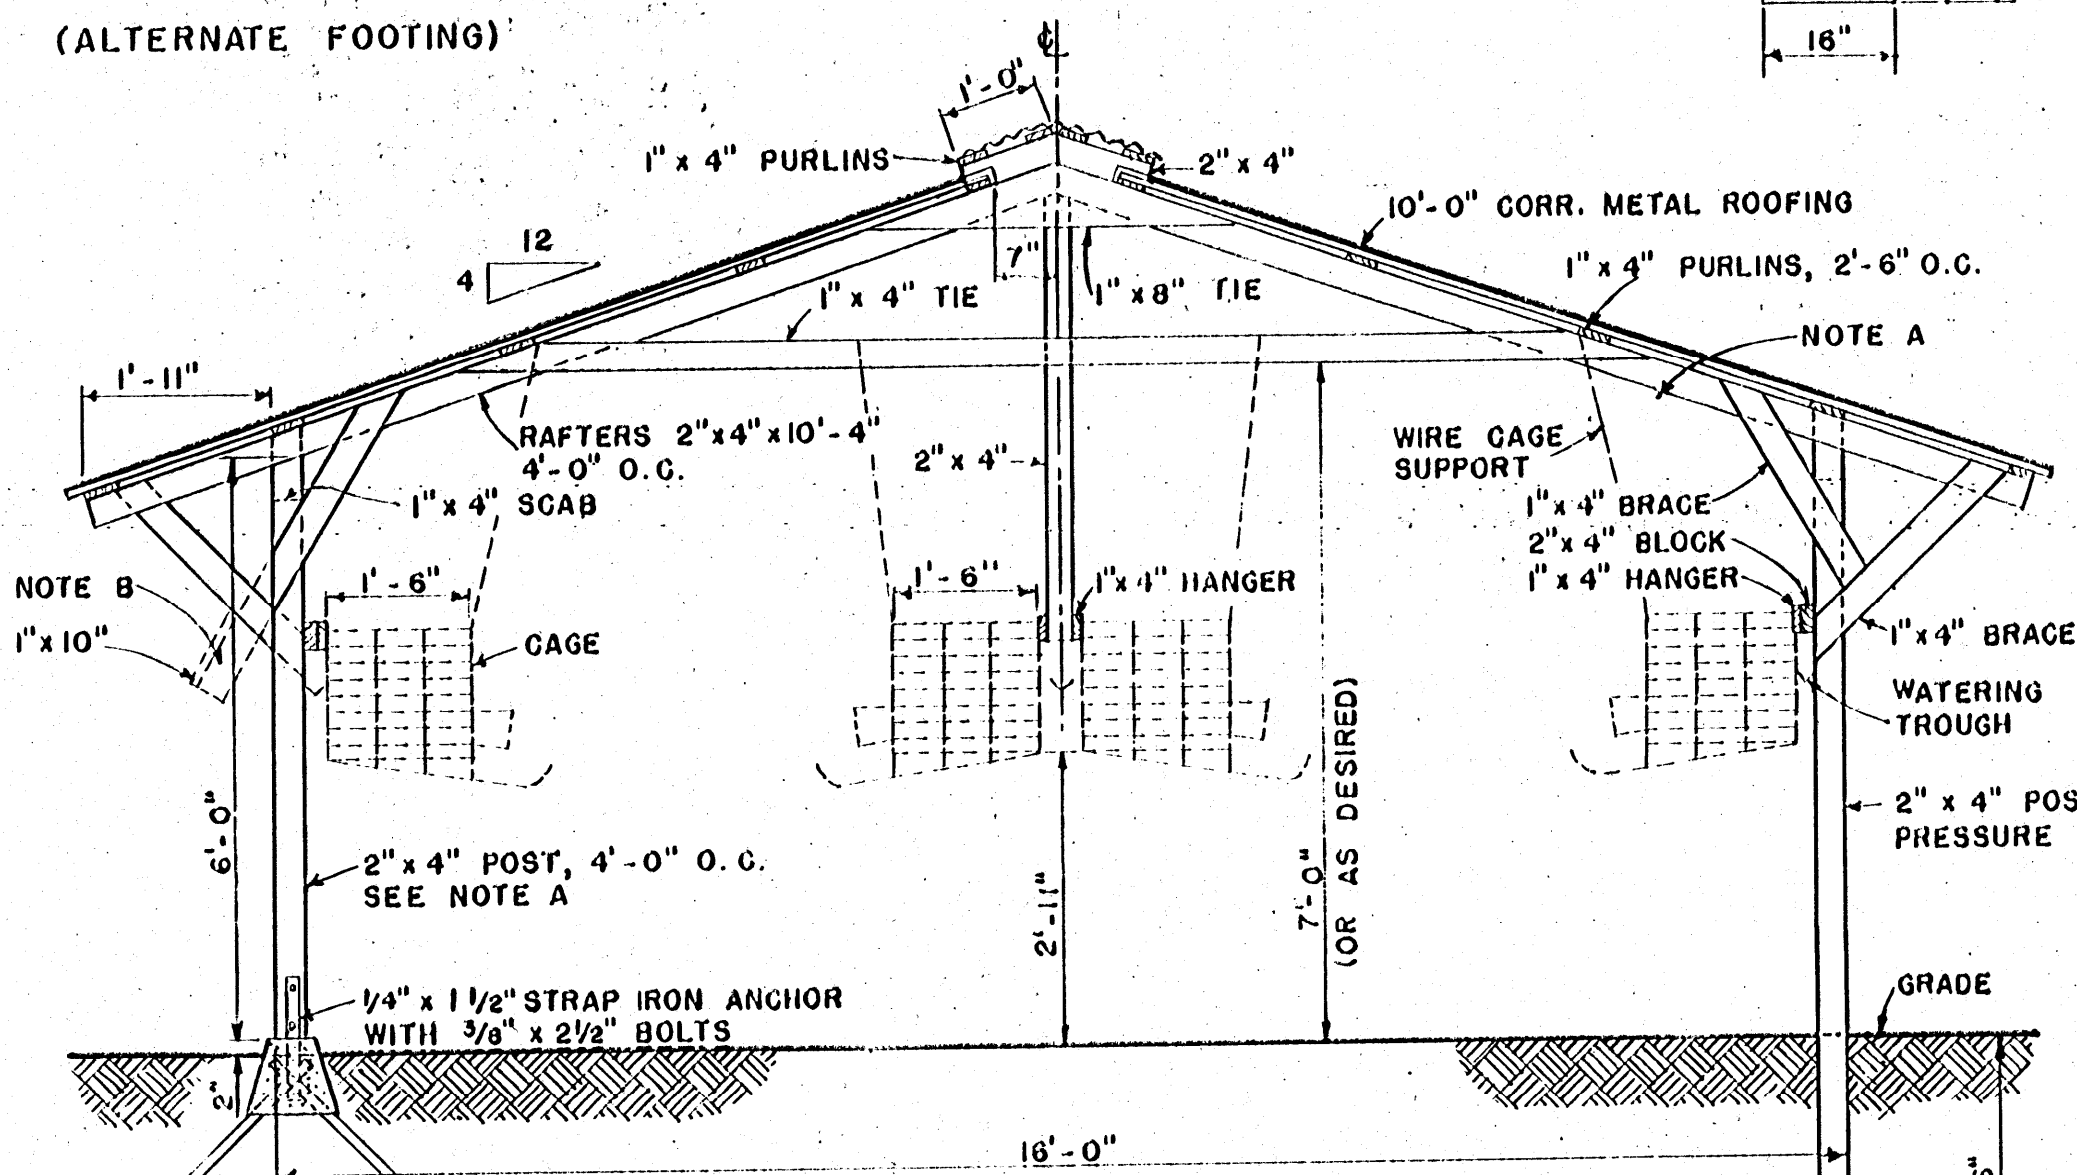 (ALTERNATE FOOTING)
16"
1'-0"
1" x 4" PURLINS
2" x 4"
10'-0" CORR. METAL ROOFING
12
4
7"
1" x 4" TIE
1" x 8" TIE
1" x 4" PURLINS, 2'-6" O.C.
NOTE A
1'-11"
RAFTERS 2"x4"x10'-4"
4'-0" O.C.
2" x 4"
WIRE CAGE
SUPPORT
1" x 4" SCAB
1"x 4" BRACE
2"x 4" BLOCK
1"x 4" HANGER
NOTE B
1'-6"
1'-6"
1"x 4" HANGER
1"x10"
CAGE
1"x4" BRACE
WATERING
TROUGH
6'-0"
2" x 4" POS
PRESSURE
2"x 4" POST, 4'-0" O.C.
SEE NOTE A
2'-11"
7'-0"
(OR AS DESIRED)
1/4" x 1 1/2" STRAP IRON ANCHOR
WITH 3/8" x 2 1/2" BOLTS
GRADE
2"
16'-0"